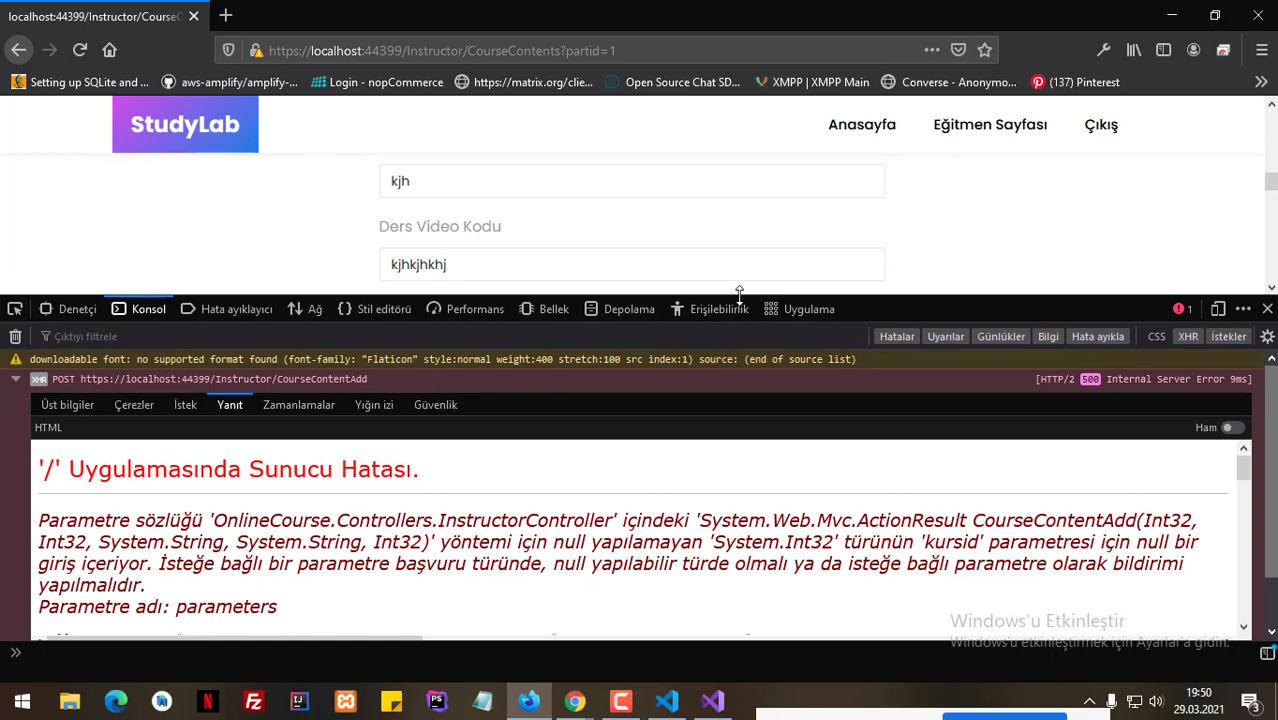 localhost:44399/Instructor/CourseC
https://localhost:44399/Instructor/CourseContents?partid=1
Setting up SQLite and ... aws-amplify/amplify-... Login - nopCommerce https://matrix.org/clie... Open Source Chat SD... XMPP | XMPP Main Converse - Anonymo... (137) Pinterest
StudyLab Anasayfa Eğitmen Sayfası Çıkış
kjh
Ders Video Kodu
kjhkjhkhj
Denetçi Konsol Hata ayıklayıcı Ağ Stil editörü Performans Bellek Depolama Erişilebilirlik Uygulama 1
Çıktıyı filtrele Hatalar Uyarılar Günlükler Bilgi Hata ayıkla CSS XHR İstekler
downloadable font: no supported format found (font-family: "Flaticon" style:normal weight:400 stretch:100 src index:1) source: (end of source list)
XHR POST https://localhost:44399/Instructor/CourseContentAdd [HTTP/2 500 Internal Server Error 9ms]
Üst bilgiler Çerezler İstek Yanıt Zamanlamalar Yığın izi Güvenlik
HTML Ham
'/' Uygulamasında Sunucu Hatası.
Parametre sözlüğü 'OnlineCourse.Controllers.InstructorController' içindeki 'System.Web.Mvc.ActionResult CourseContentAdd(Int32,
Int32, System.String, System.String, Int32)' yöntemi için null yapılamayan 'System.Int32' türünün 'kursid' parametresi için null bir
giriş içeriyor. İsteğe bağlı bir parametre başvuru türünde, null yapılabilir türde olmalı ya da isteğe bağlı parametre olarak bildirimi
yapılmalıdır.
Parametre adı: parameters
Windows'u Etkinleştir
Windows'u etkinleştirmek için Ayarlar'a gidin.
19:50
29.03.2021
3